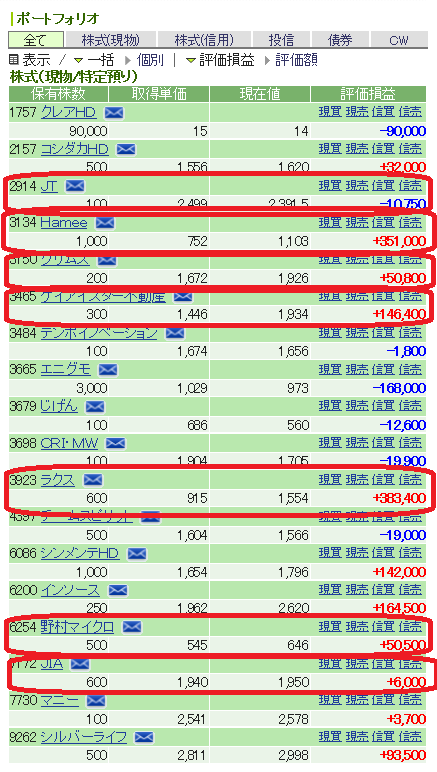 ポートフォリオ
全て 株式(現物) 株式(信用) 投信 債券 CW
表示 / 一括 個別 | 評価損益 評価額
株式(現物/特定預り)
保有株数 取得単価 現在値 評価損益
1757 クレアHD 現買 現売 信買 信売
90,000 15 14 -90,000
2157 コシダカHD 現買 現売 信買 信売
500 1,556 1,620 +32,000
2914 JT 現買 現売 信買 信売
100 2,499 2,391.5 -10,750
3134 Hamee 現買 現売 信買 信売
1,000 752 1,103 +351,000
3150 グリムス 現買 現売 信買 信売
200 1,672 1,926 +50,800
3465 ケイアイスター不動産 現買 現売 信買 信売
300 1,446 1,934 +146,400
3484 テンポイノベーション 現買 現売 信買 信売
100 1,674 1,656 -1,800
3665 エニグモ 現買 現売 信買 信売
3,000 1,029 973 -168,000
3679 じげん 現買 現売 信買 信売
100 686 560 -12,600
3698 CRI・MW 現買 現売 信買 信売
100 1,904 1,705 -19,900
3923 ラクス 現買 現売 信買 信売
600 915 1,554 +383,400
4397 チームスピリット 現買 現売 信買 信売
500 1,604 1,566 -19,000
6086 シンメンテHD 現買 現売 信買 信売
1,000 1,654 1,796 +142,000
6200 インソース 現買 現売 信買 信売
250 1,962 2,620 +164,500
6254 野村マイクロ 現買 現売 信買 信売
500 545 646 +50,500
7172 JIA 現買 現売 信買 信売
600 1,940 1,950 +6,000
7730 マニー 現買 現売 信買 信売
100 2,541 2,578 +3,700
9262 シルバーライフ 現買 現売 信買 信売
500 2,811 2,998 +93,500